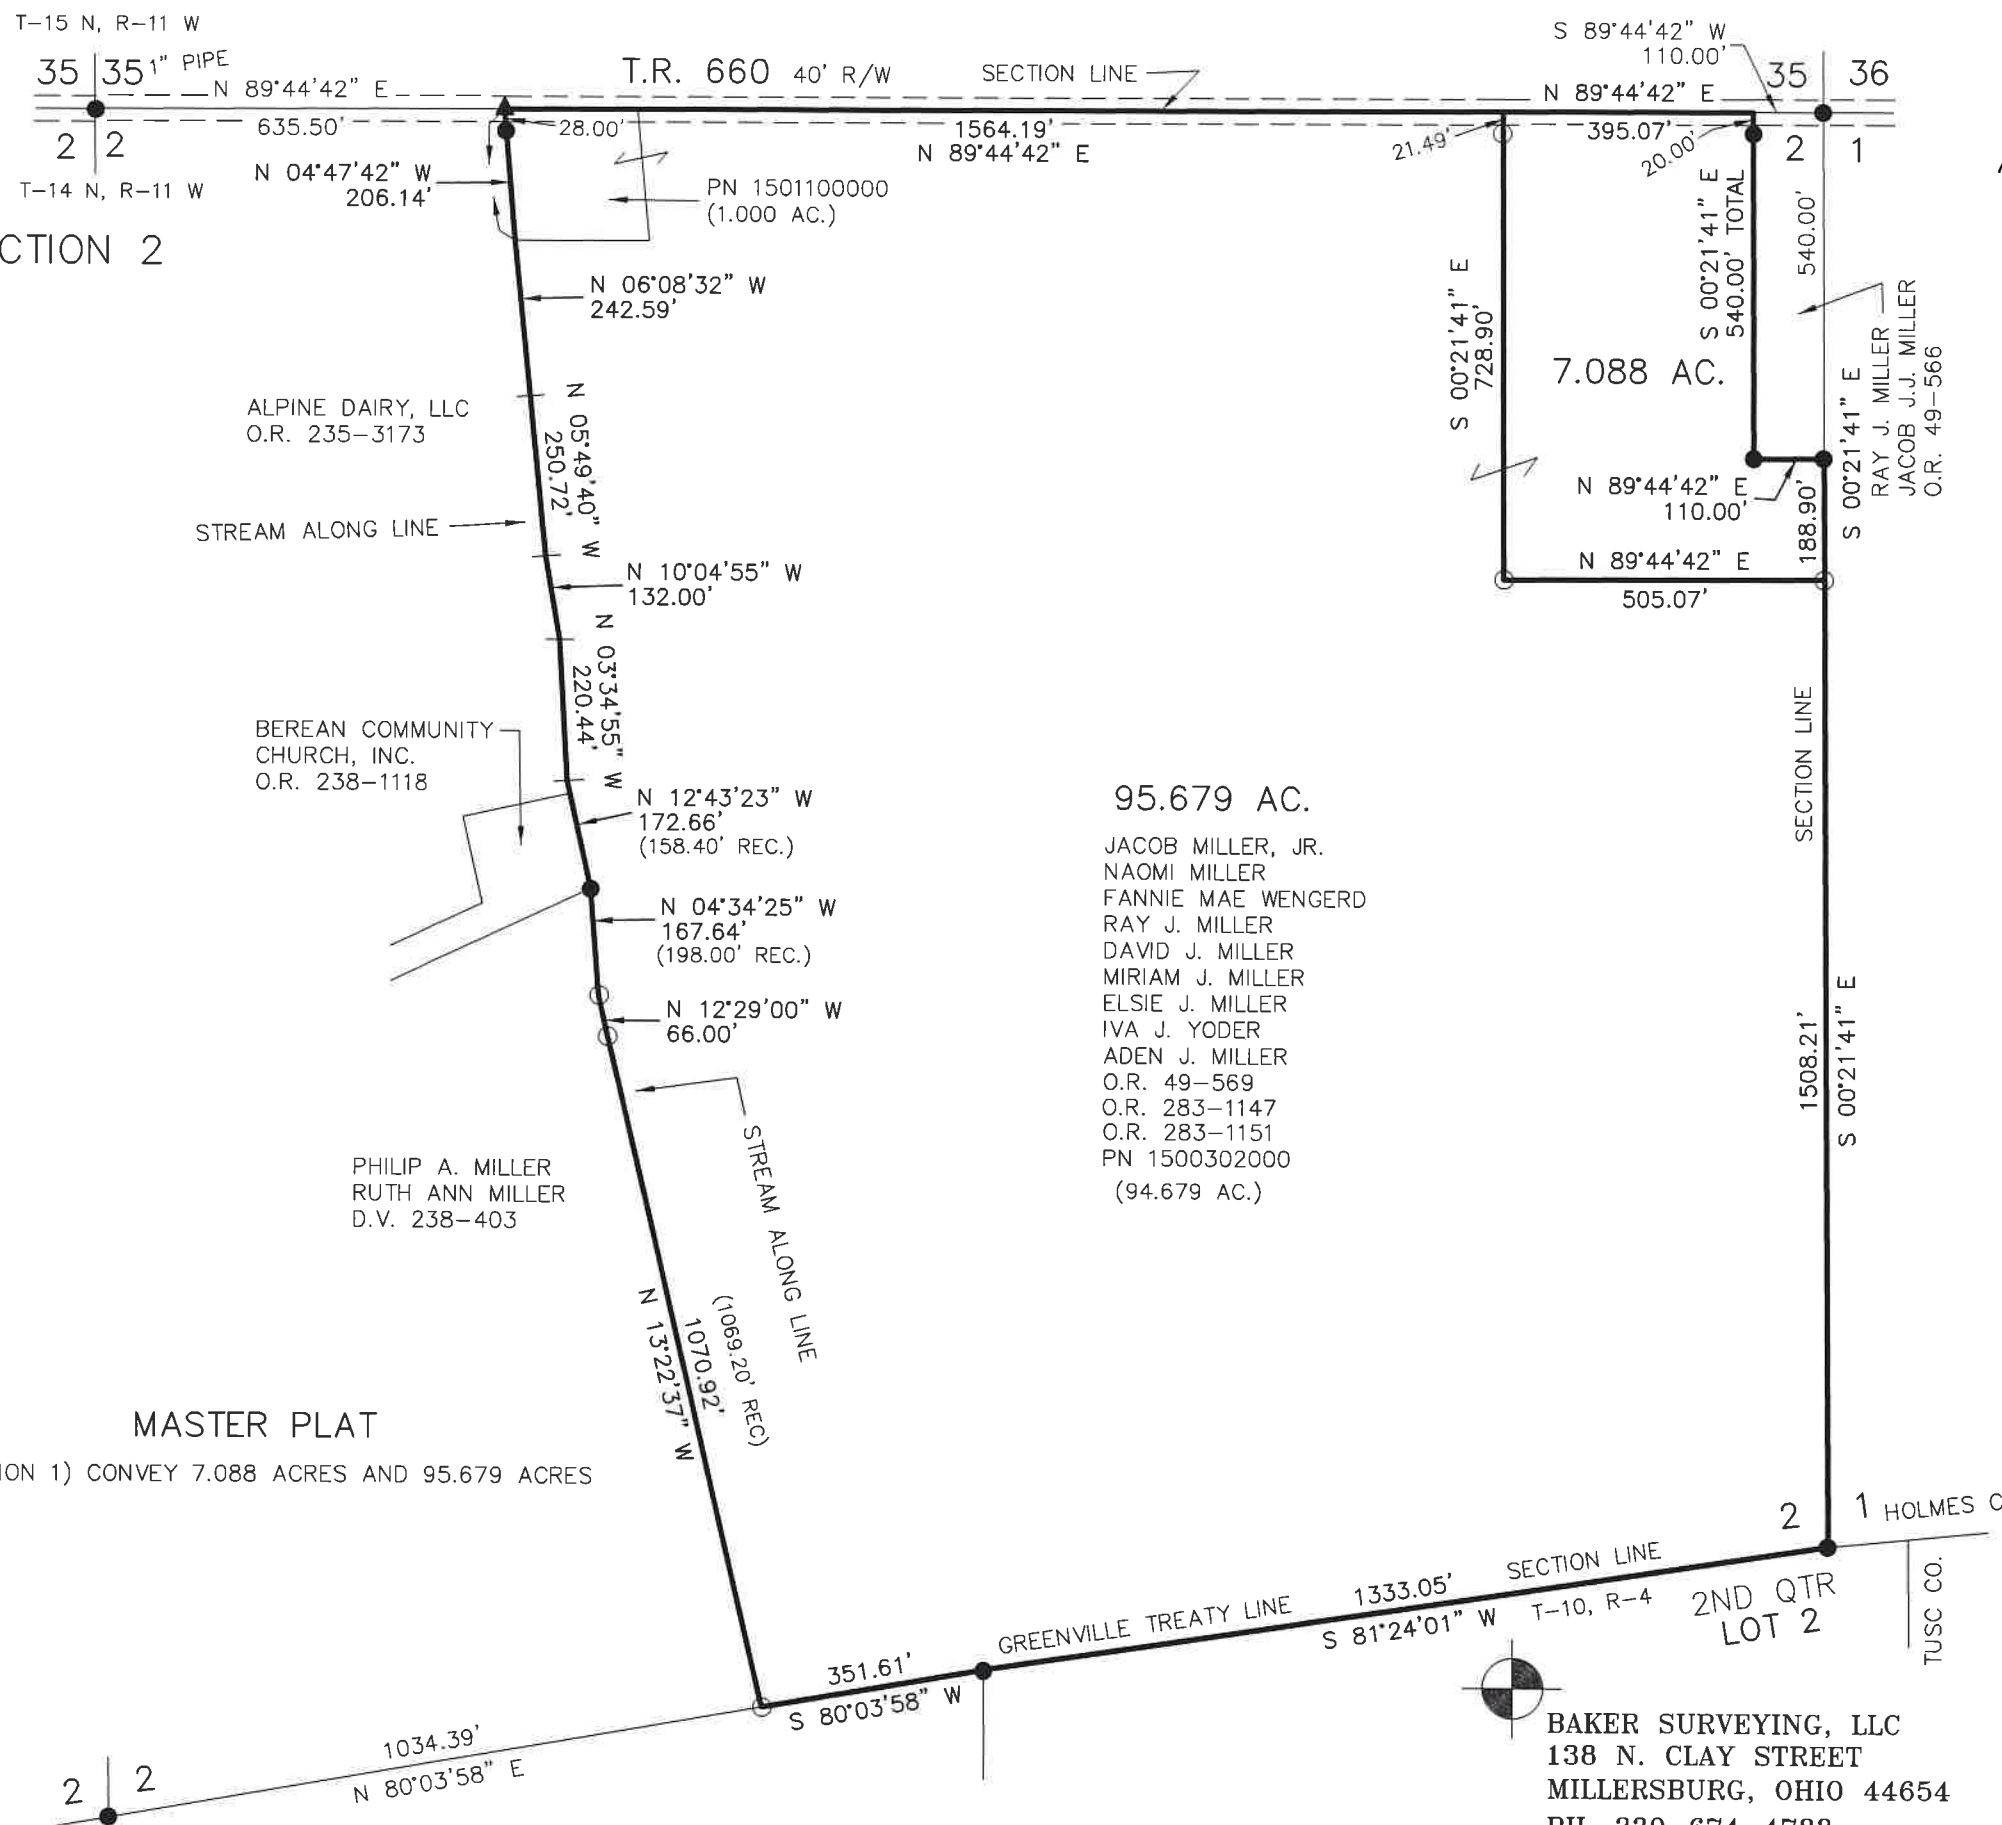 T-15 N, R-11 W
35
35
1" PIPE
N 89°44'42" E
635.50'
2
2
T-14 N, R-11 W
CTION 2
T.R. 660 40' R/W
SECTION LINE
S 89°44'42" W
110.00'
35
36
N 89°44'42" E
28.00'
1564.19'
N 89°44'42" E
21.49'
395.07'
20.00'
2
1
N 04°47'42" W
206.14'
PN 1501100000
(1.000 AC.)
N 06°08'32" W
242.59'
S 00°21'41" E
728.90'
S 00°21'41" E
540.00' TOTAL
540.00'
7.088 AC.
S 00°21'41" E
RAY J. MILLER
JACOB J.J. MILLER
O.R. 49-566
ALPINE DAIRY, LLC
O.R. 235-3173
N 05°49'40" W
250.72'
STREAM ALONG LINE
N 89°44'42" E
110.00'
188.90'
N 10°04'55" W
132.00'
N 89°44'42" E
505.07'
N 03°34'55" W
220.44'
BEREAN COMMUNITY
CHURCH, INC.
O.R. 238-1118
N 12°43'23" W
172.66'
(158.40' REC.)
SECTION LINE
95.679 AC.
JACOB MILLER, JR.
NAOMI MILLER
FANNIE MAE WENGERD
RAY J. MILLER
DAVID J. MILLER
MIRIAM J. MILLER
ELSIE J. MILLER
IVA J. YODER
ADEN J. MILLER
O.R. 49-569
O.R. 283-1147
O.R. 283-1151
PN 1500302000
(94.679 AC.)
N 04°34'25" W
167.64'
(198.00' REC.)
N 12°29'00" W
66.00'
1508.21'
S 00°21'41" E
STREAM ALONG LINE
PHILIP A. MILLER
RUTH ANN MILLER
D.V. 238-403
(1069.20' REC)
1070.92'
N 13°22'37" W
MASTER PLAT
ION 1) CONVEY 7.088 ACRES AND 95.679 ACRES
2
1
HOLMES C
TUSC CO.
GREENVILLE TREATY LINE
1333.05'
SECTION LINE
S 81°24'01" W
T-10, R-4
2ND QTR
LOT 2
351.61'
S 80°03'58" W
1034.39'
N 80°03'58" E
2
2
BAKER SURVEYING, LLC
138 N. CLAY STREET
MILLERSBURG, OHIO 44654